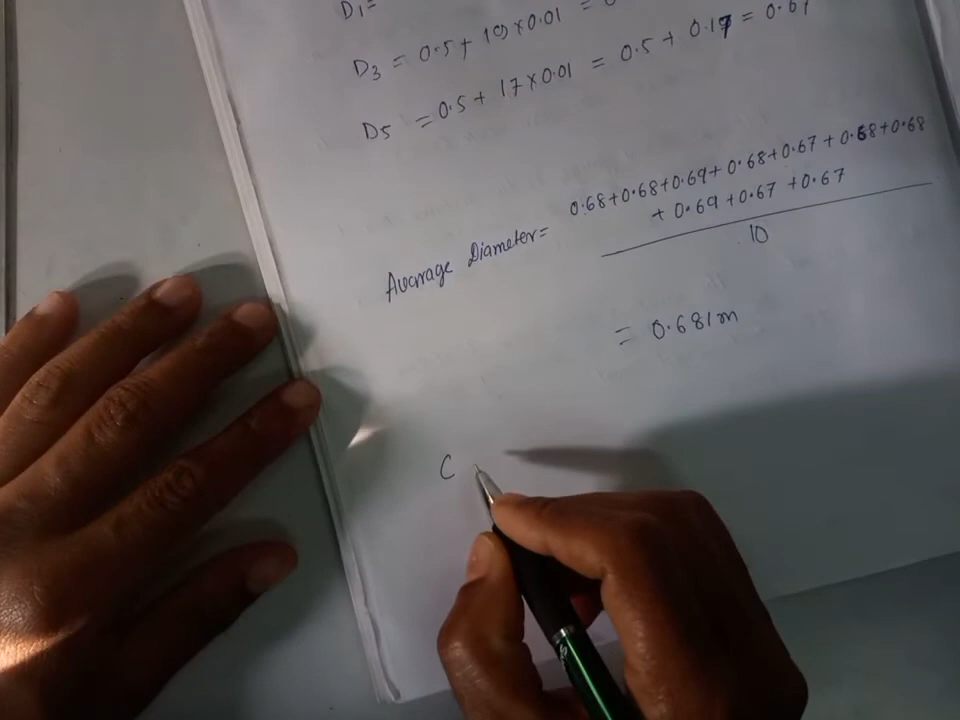 D1=
D3 = 0.5+ 19×0.01 =
D5 = 0.5+ 17×0.01 = 0.5+ 0.17 = 0.67
0.68+0.68+0.69+ 0.68+0.67 + 0.68+0.68
+ 0.69 +0.67 +0.67
Avarage Diameter=
10
= 0.681m
C